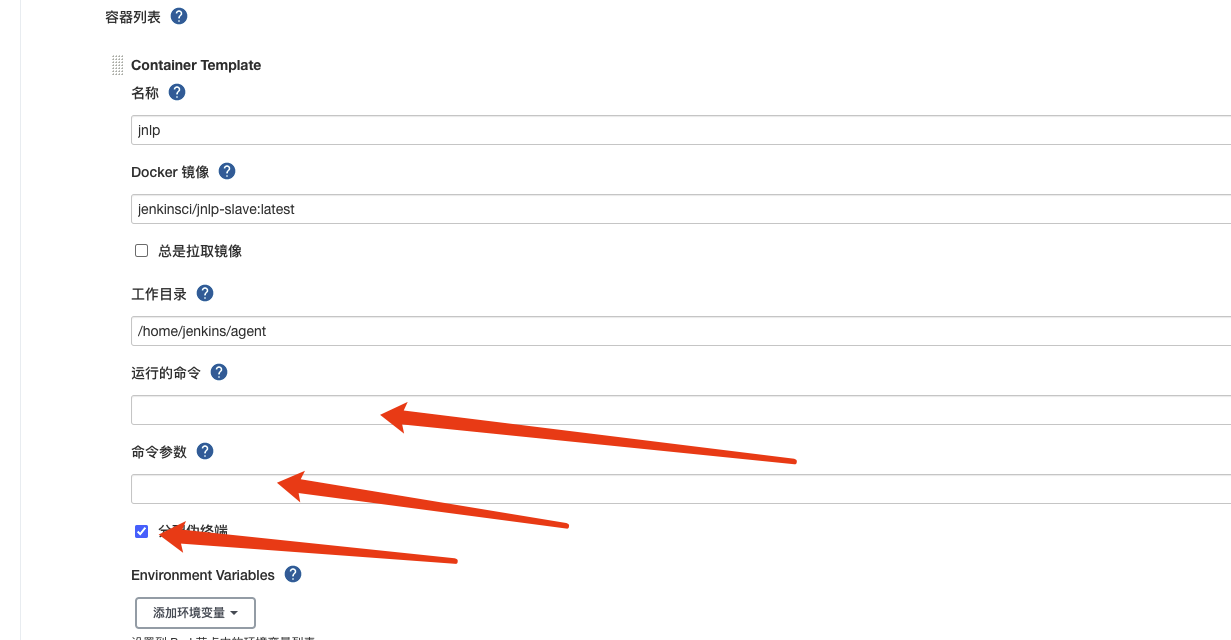 容器列表 ?
Container Template
名称 ?
jnlp
Docker 镜像 ?
jenkinsci/jnlp-slave:latest
总是拉取镜像
工作目录 ?
/home/jenkins/agent
运行的命令 ?
命令参数 ?
分配伪终端
Environment Variables ?
添加环境变量